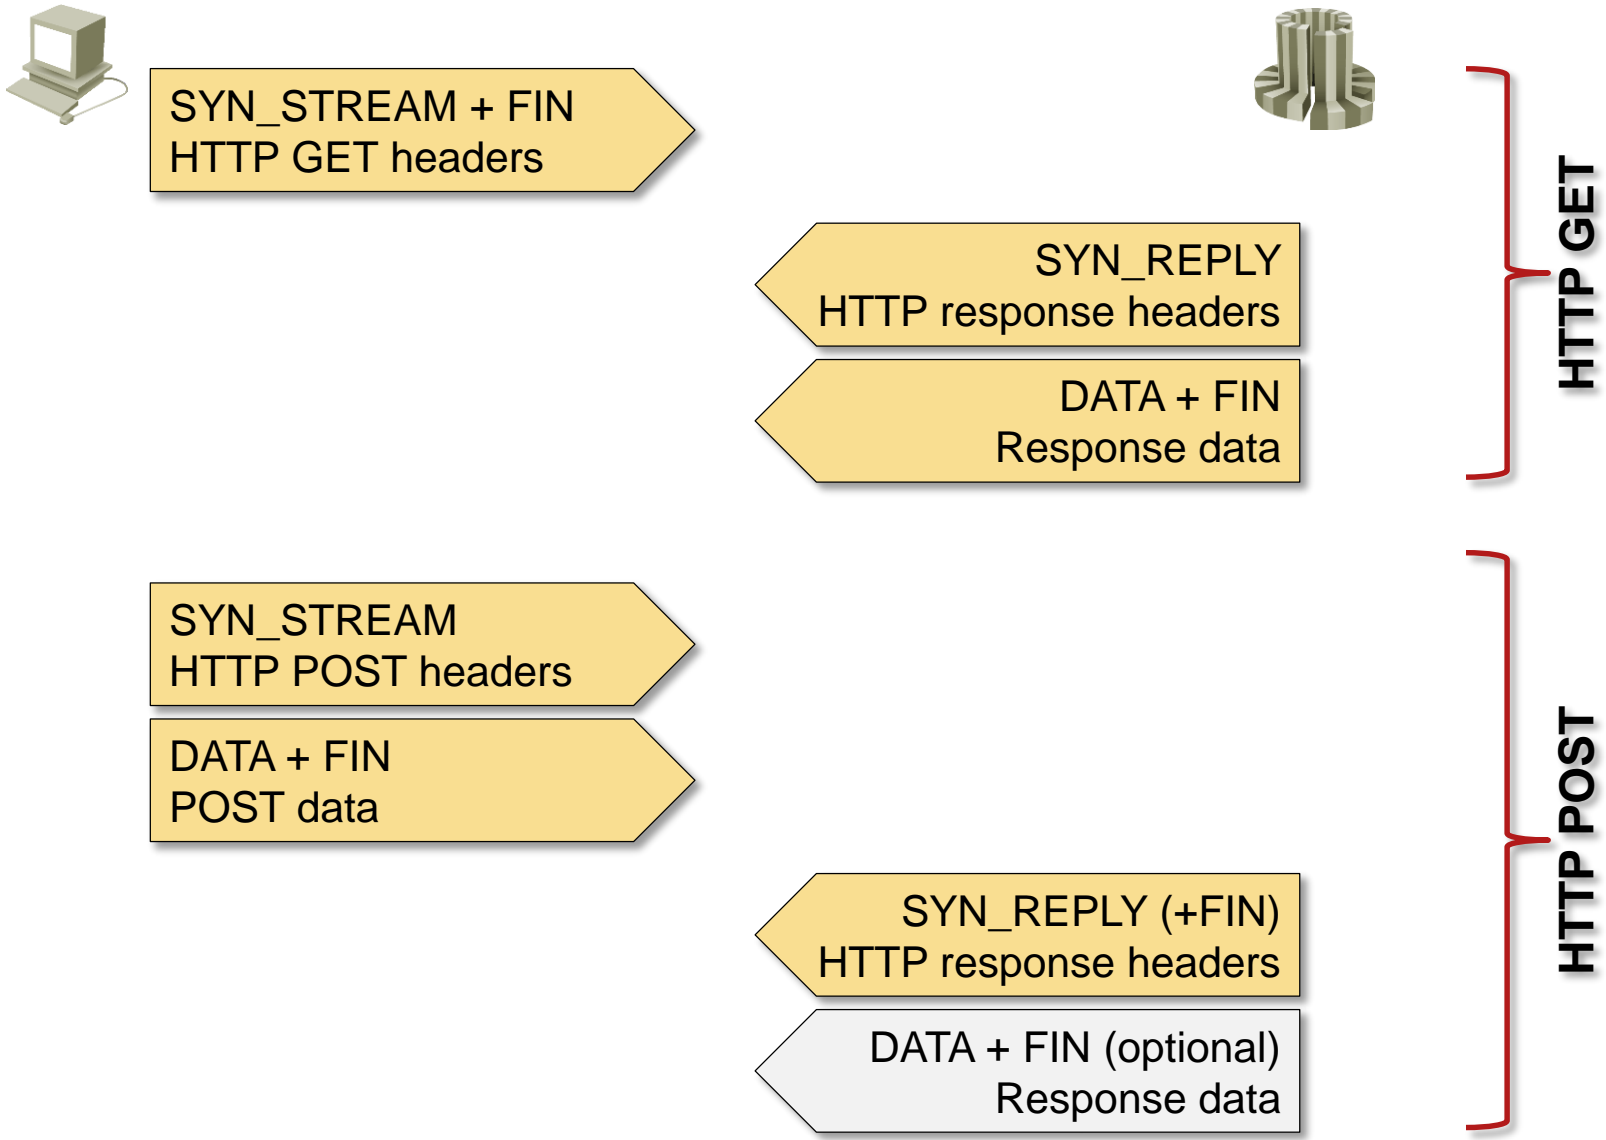 SYN_STREAM + FIN
HTTP GET headers
SYN_REPLY
HTTP response headers
DATA + FIN
Response data
HTTP GET
SYN_STREAM
HTTP POST headers
DATA + FIN
POST data
SYN_REPLY (+FIN)
HTTP response headers
DATA + FIN (optional)
Response data
HTTP POST